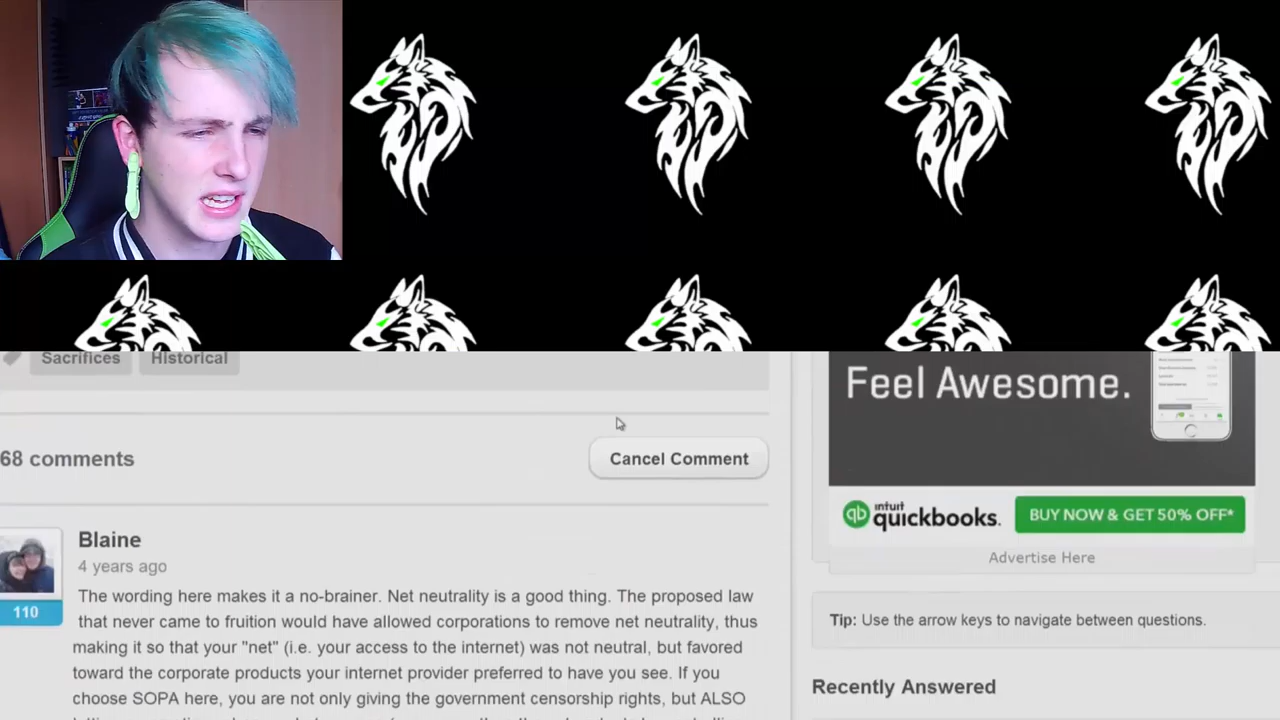 Sacrifices Historical
Feel Awesome.
68 comments
Cancel Comment
intuit quickbooks.
BUY NOW & GET 50% OFF*
Advertise Here
Blaine
4 years ago
110
The wording here makes it a no-brainer. Net neutrality is a good thing. The proposed law
that never came to fruition would have allowed corporations to remove net neutrality, thus
making it so that your "net" (i.e. your access to the internet) was not neutral, but favored
toward the corporate products your internet provider preferred to have you see. If you
choose SOPA here, you are not only giving the government censorship rights, but ALSO
Tip: Use the arrow keys to navigate between questions.
Recently Answered